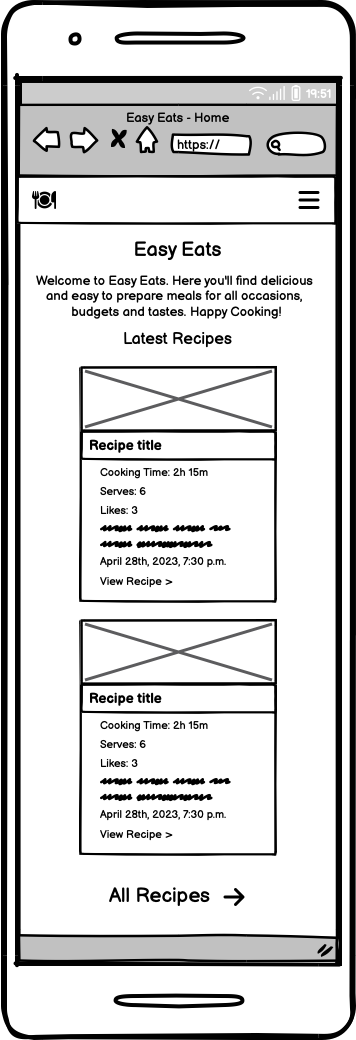 19:51
Easy Eats - Home
https://
Easy Eats
Welcome to Easy Eats. Here you'll find delicious
and easy to prepare meals for all occasions,
budgets and tastes. Happy Cooking!
Latest Recipes
Recipe title
Cooking Time: 2h 15m
Serves: 6
Likes: 3
April 28th, 2023, 7:30 p.m.
View Recipe >
Recipe title
Cooking Time: 2h 15m
Serves: 6
Likes: 3
April 28th, 2023, 7:30 p.m.
View Recipe >
All Recipes →